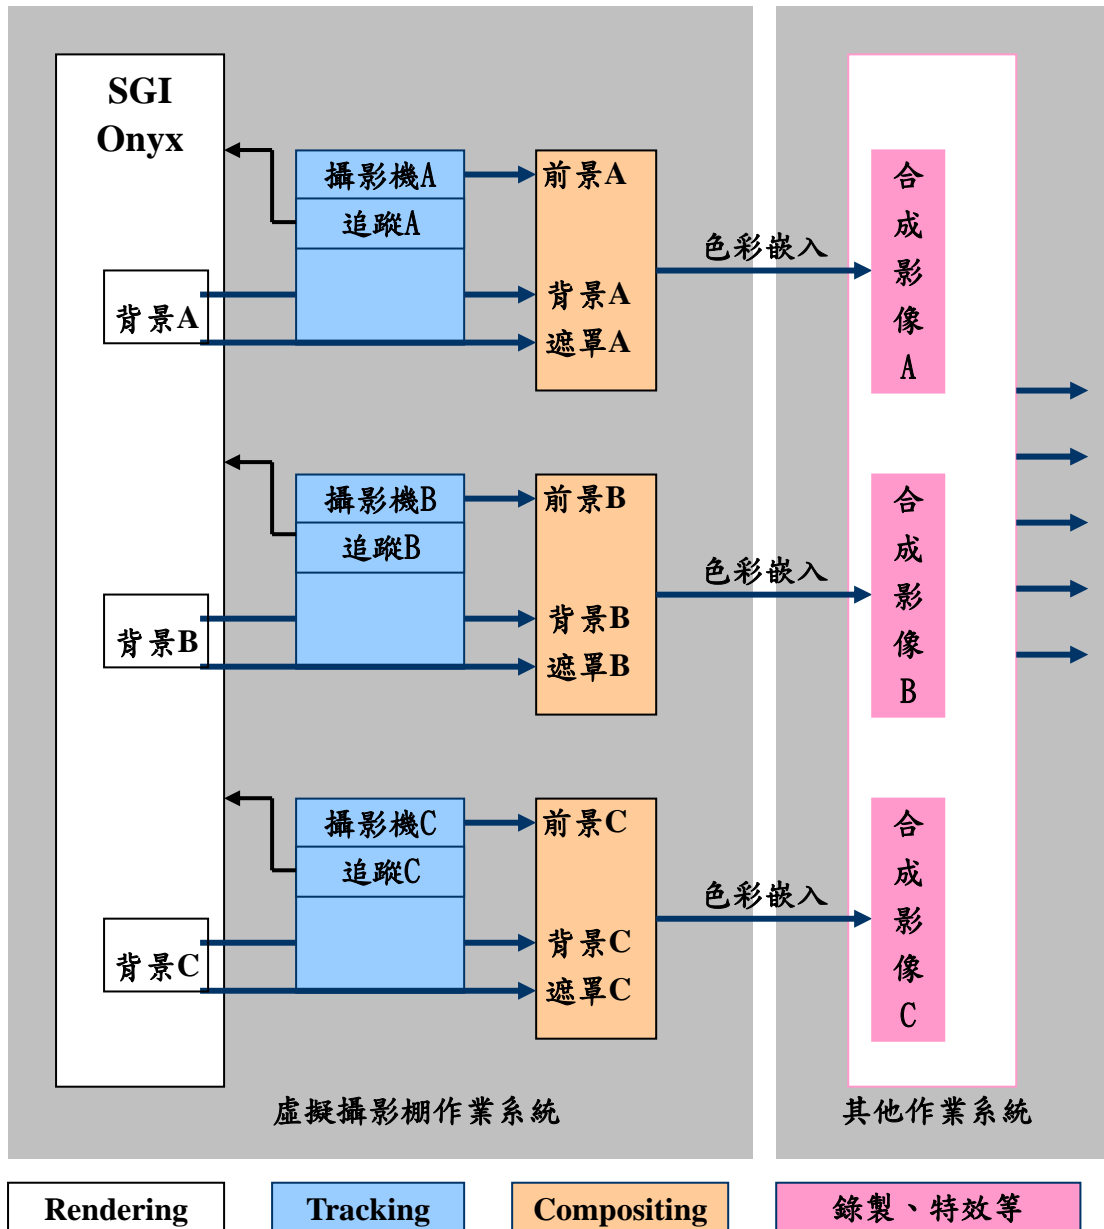 SGI
Onyx
攝影機A
追蹤A
背景A
前景A
背景A
遮罩A
色彩嵌入
合成影像A
攝影機B
追蹤B
背景B
前景B
背景B
遮罩B
色彩嵌入
合成影像B
攝影機C
追蹤C
背景C
前景C
背景C
遮罩C
色彩嵌入
合成影像C
虛擬攝影棚作業系統
其他作業系統
Rendering
Tracking
Compositing
錄製、特效等